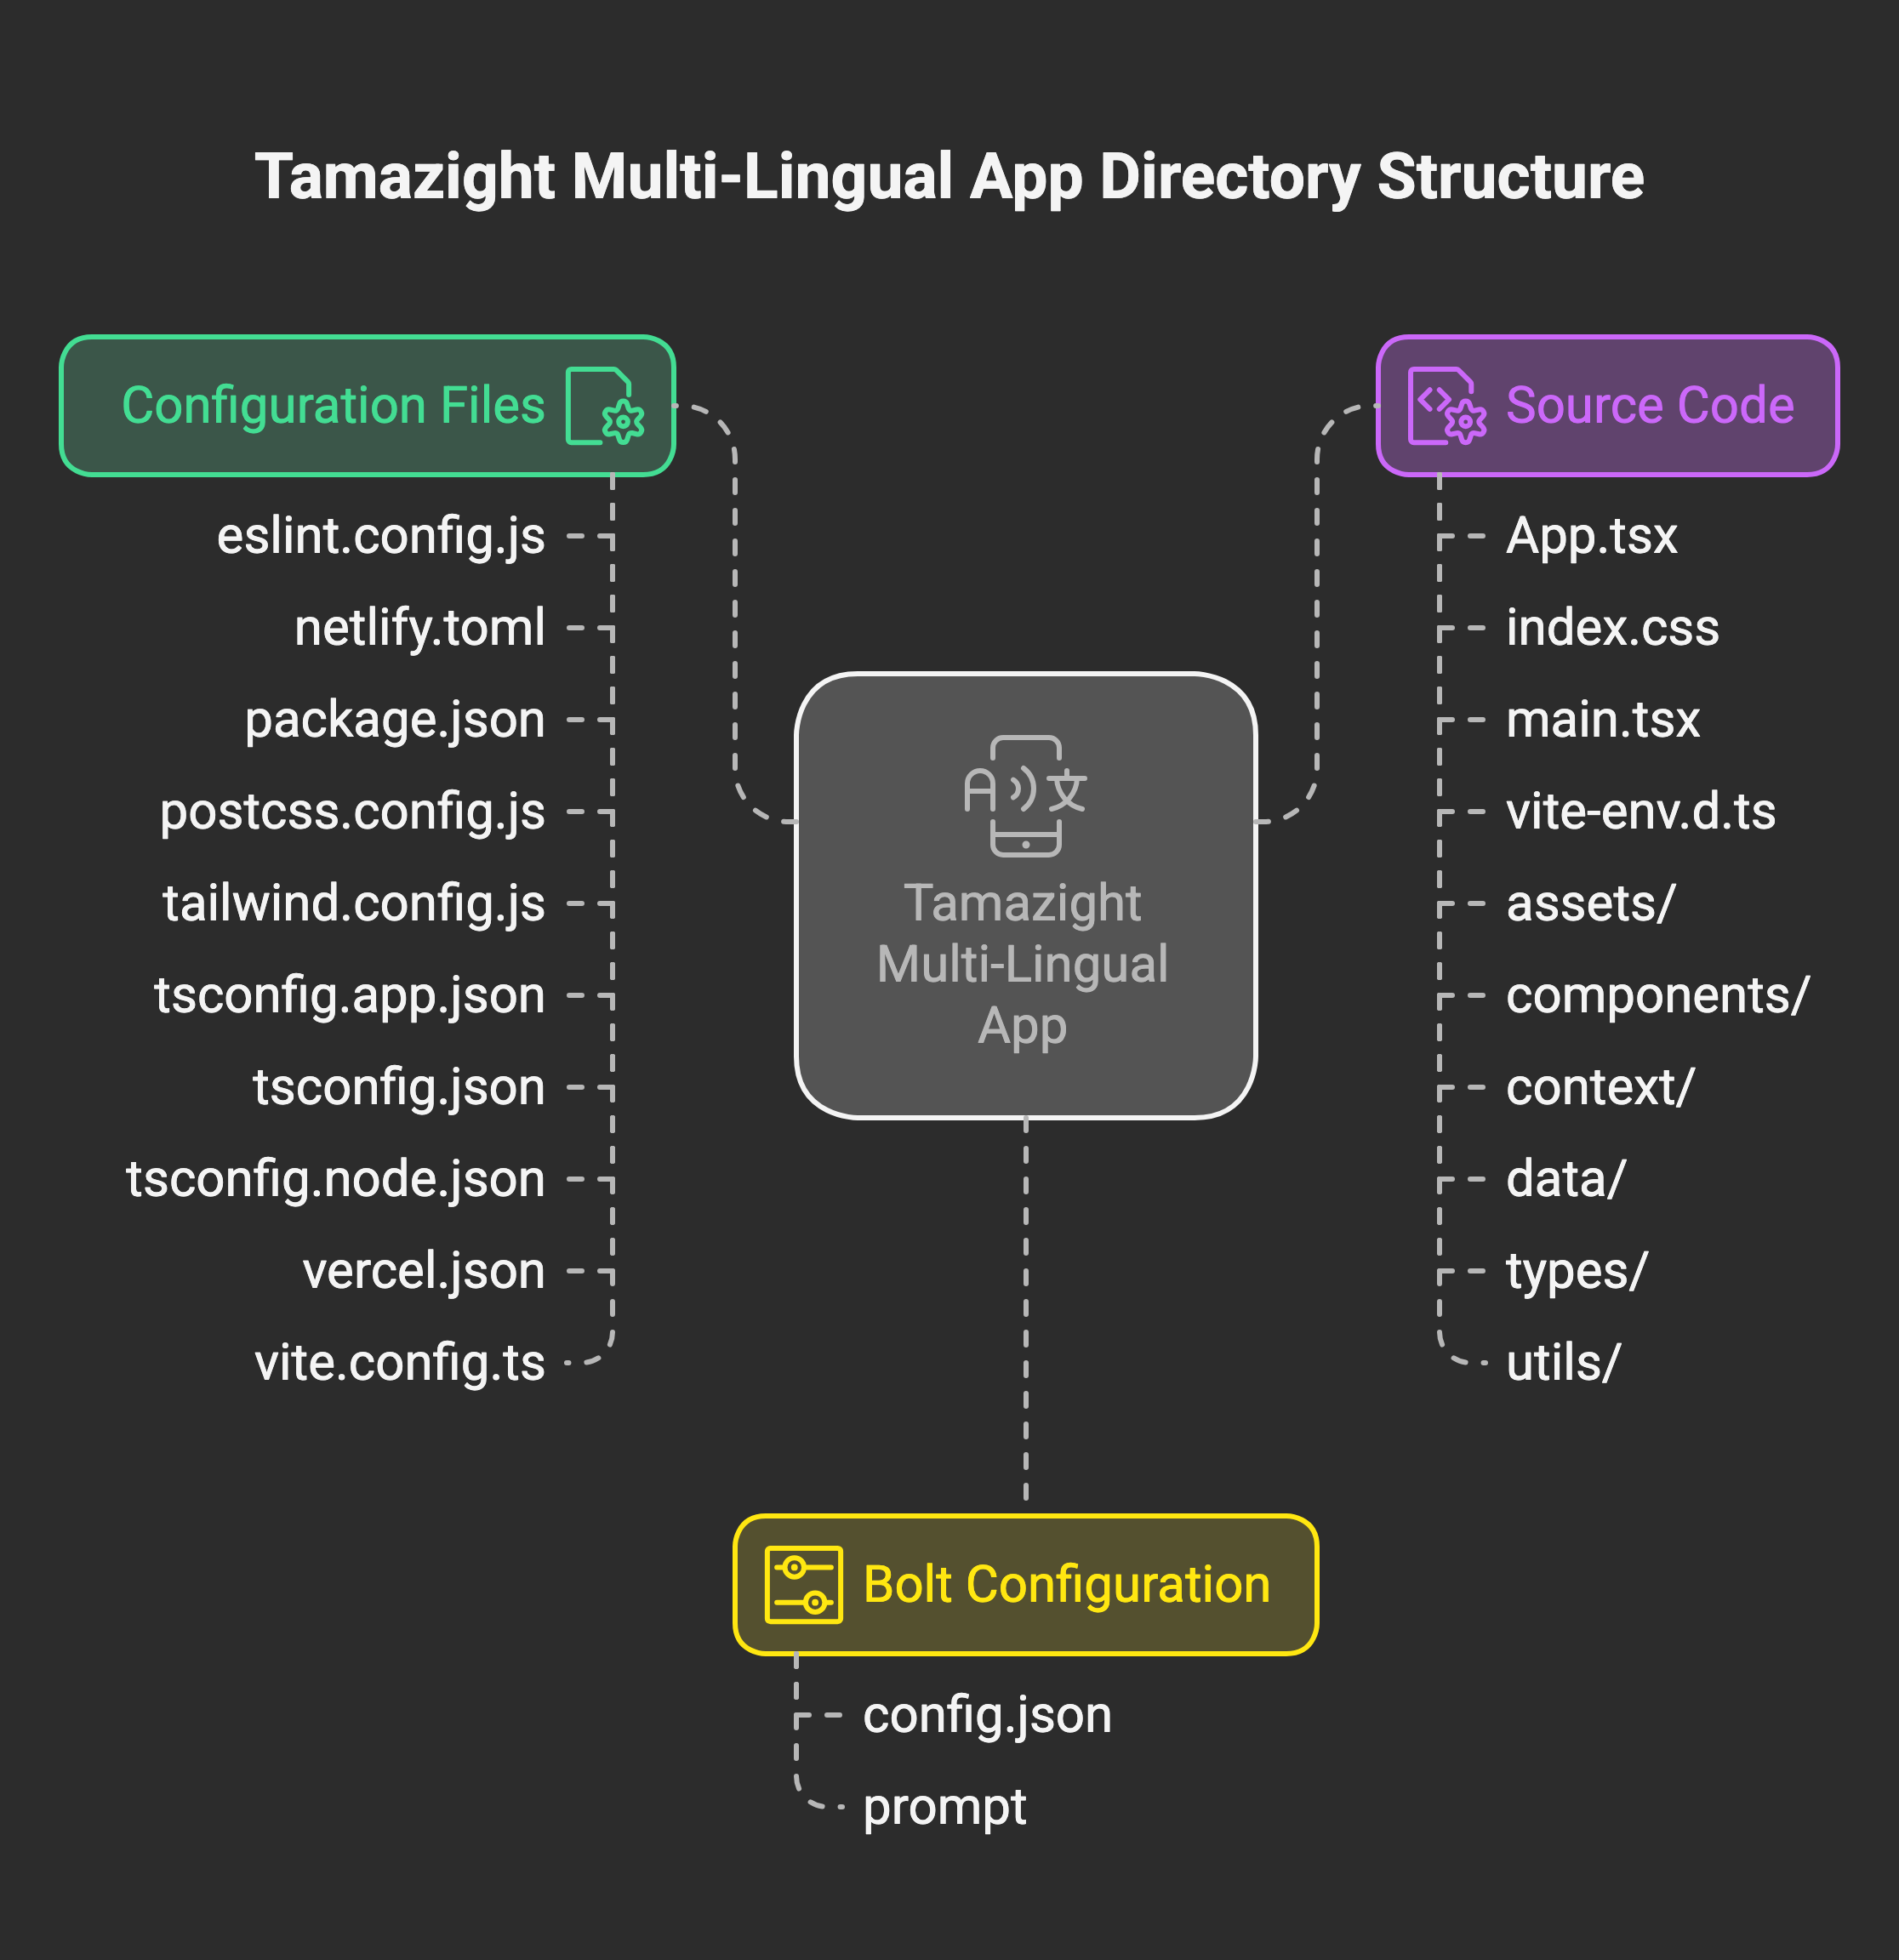 Tamazight Multi-Lingual App Directory Structure
Configuration Files
eslint.config.js
netlify.toml
package.json
postcss.config.js
tailwind.config.js
tsconfig.app.json
tsconfig.json
tsconfig.node.json
vercel.json
vite.config.ts
A 文
Tamazight
Multi-Lingual
App
Source Code
App.tsx
index.css
main.tsx
vite-env.d.ts
assets/
components/
context/
data/
types/
utils/
Bolt Configuration
config.json
prompt